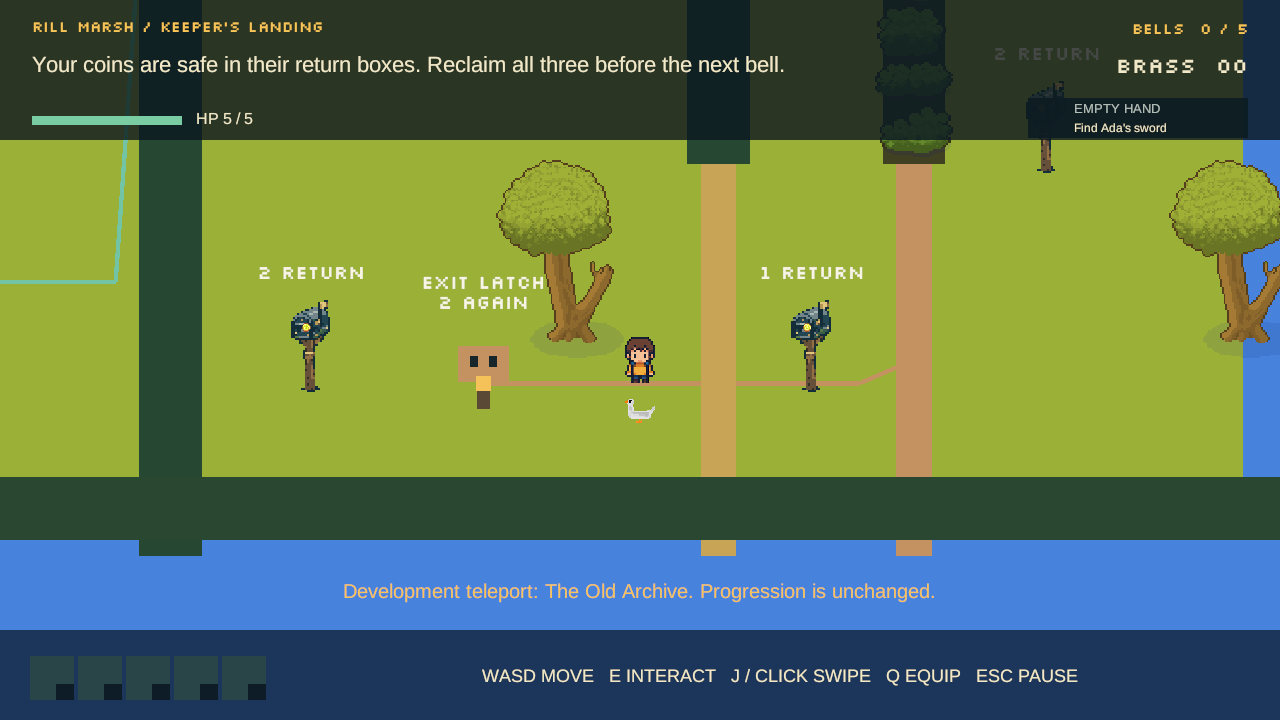 RILL MARSH / KEEPER'S LANDING
Your coins are safe in their return boxes. Reclaim all three before the next bell.
HP 5 / 5
BELLS 0 / 5
2 RETURN
BRASS 00
EMPTY HAND
Find Ada's sword
2 RETURN
EXIT LATCH
2 AGAIN
1 RETURN
Development teleport: The Old Archive. Progression is unchanged.
WASD MOVE E INTERACT J / CLICK SWIPE Q EQUIP ESC PAUSE